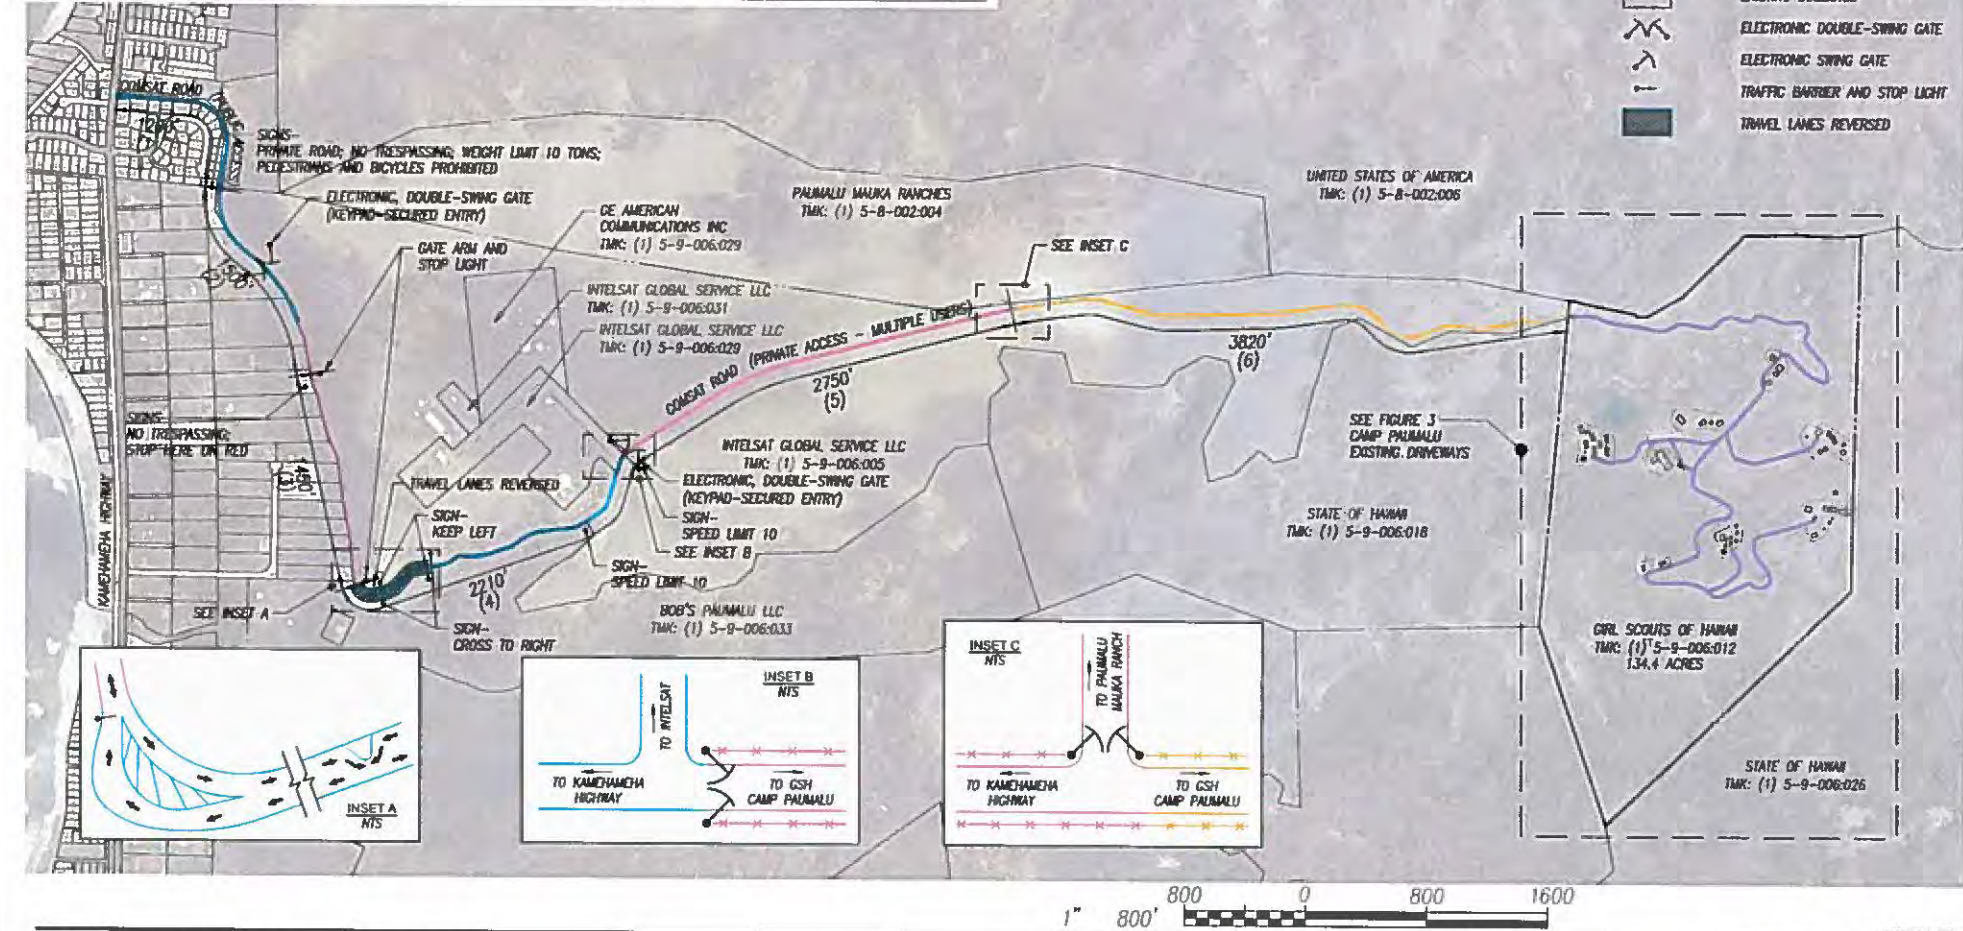 ELECTRONIC DOUBLE-SWING GATE
ELECTRONIC SWING GATE
TRAFFIC BARRIER AND STOP LIGHT
TRAVEL LANES REVERSED
COMSAT ROAD
SIGNS-
PRIVATE ROAD; NO TRESPASSING; WEIGHT LIMIT 10 TONS;
PEDESTRIANS AND BICYCLES PROHIBITED
ELECTRONIC, DOUBLE-SWING GATE
(KEYPAD-SECURED ENTRY)
GATE ARM AND
STOP LIGHT
GE AMERICAN
COMMUNICATIONS INC
TMK: (1) 5-9-006:029
INTELSAT GLOBAL SERVICE LLC
TMK: (1) 5-9-006:031
INTELSAT GLOBAL SERVICE LLC
TMK: (1) 5-9-006:029
PAUMALU MAUKA RANCHES
TMK: (1) 5-8-002:004
UNITED STATES OF AMERICA
TMK: (1) 5-8-002:006
SEE INSET C
COMSAT ROAD (PRIVATE ACCESS - MULTIPLE USERS)
2750'
(5)
3820'
(6)
SIGNS-
NO TRESPASSING;
STOP HERE ON RED
(3)
KAMEHAMEHA HIGHWAY
TRAVEL LANES REVERSED
SIGN-
KEEP LEFT
INTELSAT GLOBAL SERVICE LLC
TMK: (1) 5-9-006:005
ELECTRONIC, DOUBLE-SWING GATE
(KEYPAD-SECURED ENTRY)
SIGN-
SPEED LIMIT 10
SEE INSET B
SIGN-
SPEED LIMIT 10
2210'
(4)
SEE INSET A
SIGN-
CROSS TO RIGHT
BOB'S PAUMALU LLC
TMK: (1) 5-9-006:033
SEE FIGURE 3
CAMP PAUMALU
EXISTING DRIVEWAYS
STATE OF HAWAII
TMK: (1) 5-9-006:018
GIRL SCOUTS OF HAWAII
TMK: (1) 5-9-006:012
134.4 ACRES
STATE OF HAWAII
TMK: (1) 5-9-006:026
INSET A
NTS
INSET B
NTS
TO INTELSAT
TO KAMEHAMEHA
HIGHWAY
TO GSH
CAMP PAUMALU
INSET C
NTS
TO PAUMALU
MAUKA RANCH
TO KAMEHAMEHA
HIGHWAY
TO GSH
CAMP PAUMALU
800 0 800 1600
1" 800'